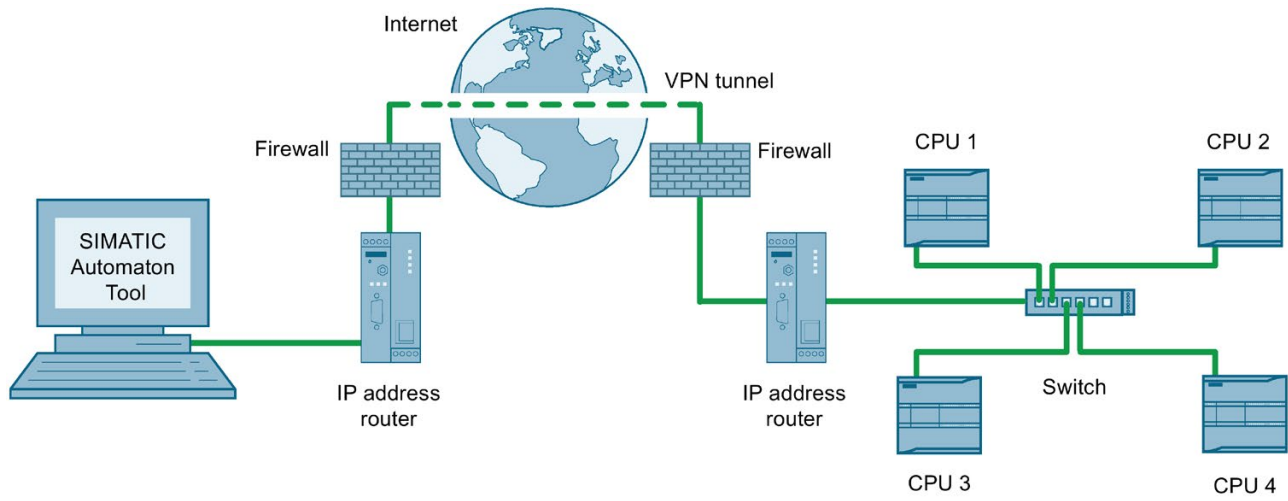 Internet
VPN tunnel
Firewall
Firewall
CPU 1
CPU 2
SIMATIC
Automaton
Tool
IP address
router
IP address
router
Switch
CPU 3
CPU 4